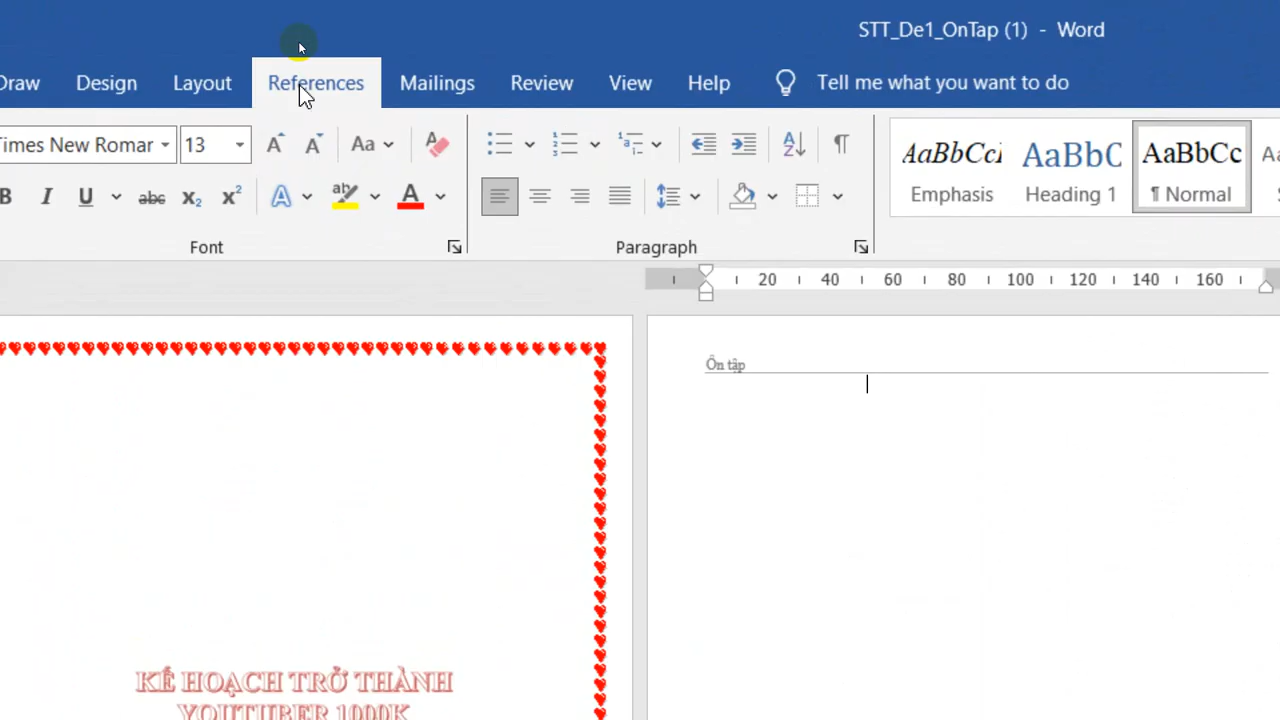 STT_De1_OnTap (1) - Word
Draw Design Layout References Mailings Review View Help Tell me what you want to do
Times New Romar 13 Aa AaBbCcI AaBbC AaBbCc
B I U abc x₂ x² A ab A Emphasis Heading 1 ¶ Normal
Font Paragraph
20 40 60 80 100 120 140 160
Ôn tập
KẾ HOẠCH TRỞ THÀNH
YOUTUBER 1000K